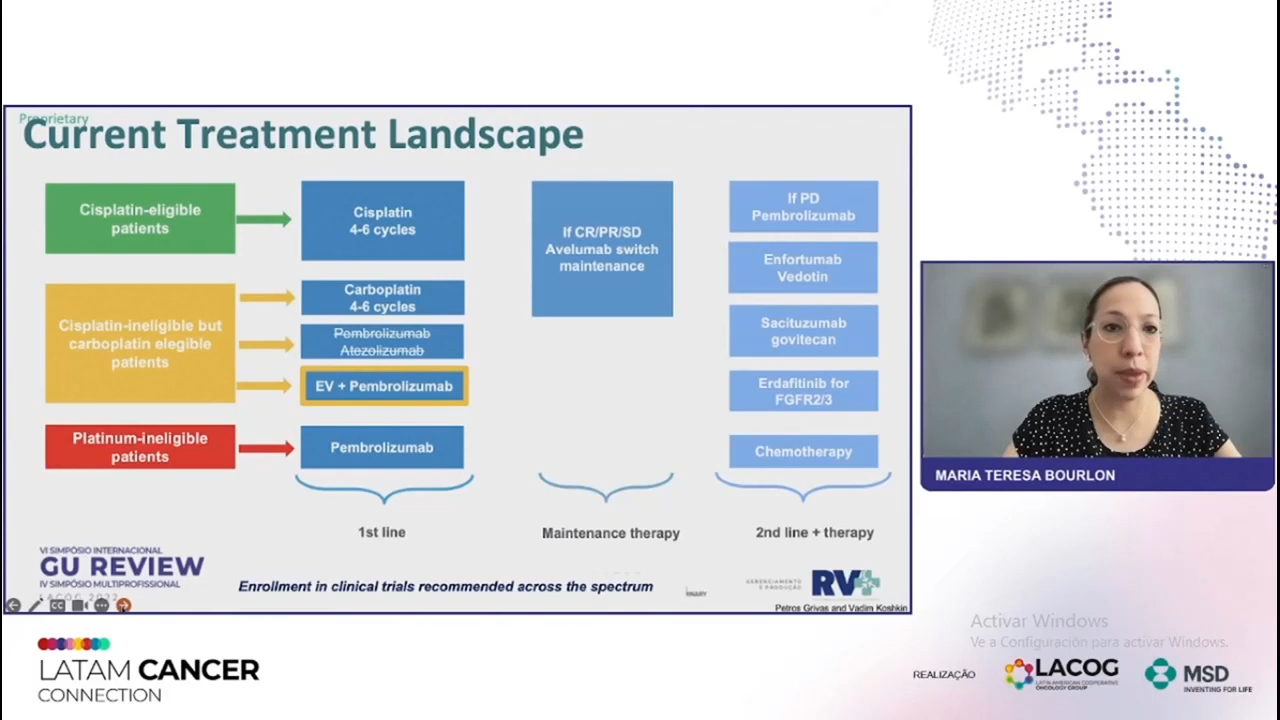 Proprietary
Current Treatment Landscape
Cisplatin-eligible
patients
Cisplatin
4-6 cycles
Cisplatin-ineligible but
carboplatin elegible
patients
Carboplatin
4-6 cycles
Pembrolizumab
Atezolizumab
EV + Pembrolizumab
Platinum-ineligible
patients
Pembrolizumab
If CR/PR/SD
Avelumab switch
maintenance
If PD
Pembrolizumab
Enfortumab
Vedotin
Sacituzumab
govitecan
Erdafitinib for
FGFR2/3
Chemotherapy
1st line
Maintenance therapy
2nd line + therapy
VI SIMPÓSIO INTERNACIONAL
GU REVIEW
IV SIMPÓSIO MULTIPROFISSIONAL
LACOG 2022
Enrollment in clinical trials recommended across the spectrum
GERENCIAMENTO
E PRODUÇÃO
RV+
Petros Grivas and Vadim Koshkin
CC
MARIA TERESA BOURLON
LATAM CANCER
CONNECTION
Activar Windows
Ve a Configuración para activar Windows.
REALIZAÇÃO
LACOG
LATIN AMERICAN COOPERATIVE
ONCOLOGY GROUP
MSD
INVENTING FOR LIFE